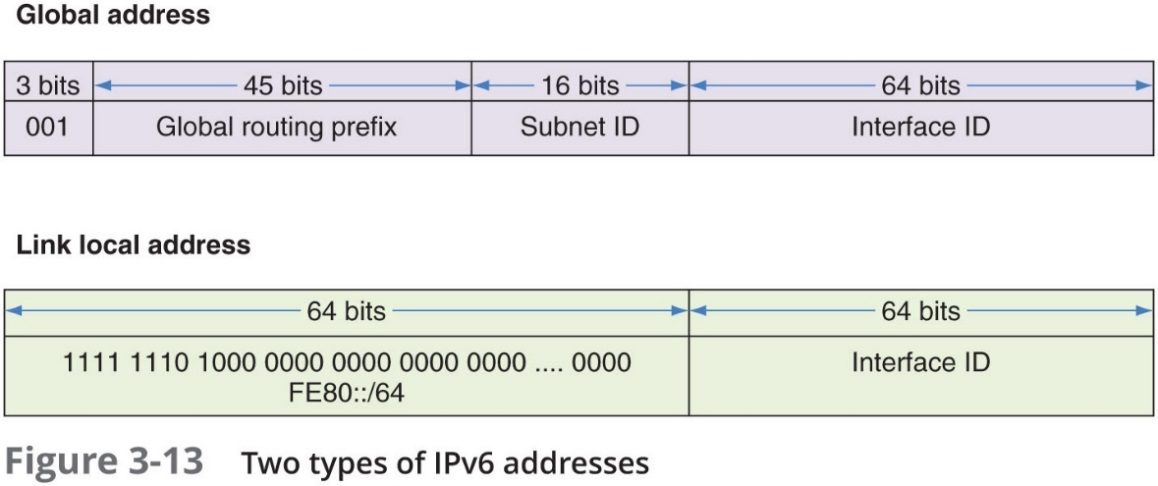 Global address
3 bits 45 bits 16 bits 64 bits
001 Global routing prefix Subnet ID Interface ID
Link local address
64 bits 64 bits
1111 1110 1000 0000 0000 0000 0000 .... 0000 Interface ID
FE80::/64
Figure 3-13 Two types of IPv6 addresses